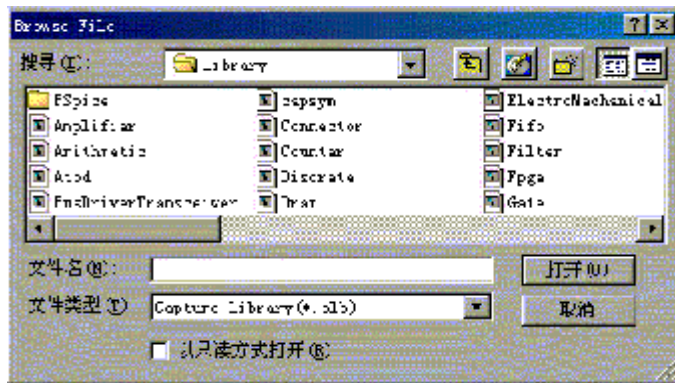 Browse File
搜寻(I): Library
PSpice capsym ElectroMechanical
Amplifier Connector Fifo
Arithmetic Counter Filter
Atod Discrete Fpga
BusDriverTransceiver Dram Gate
文件名(N): 打开(O)
文件类型(T) Capture Library(*.olb) 取消
以只读方式打开(R)